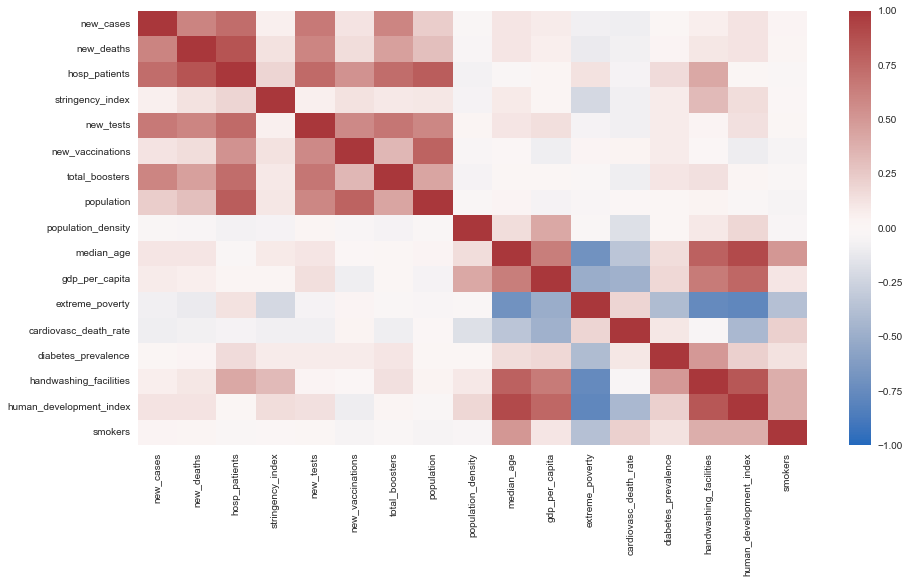 new_cases
new_deaths
hosp_patients
stringency_index
new_tests
new_vaccinations
total_boosters
population
population_density
median_age
gdp_per_capita
extreme_poverty
cardiovasc_death_rate
diabetes_prevalence
handwashing_facilities
human_development_index
smokers
new_cases
new_deaths
hosp_patients
stringency_index
new_tests
new_vaccinations
total_boosters
population
population_density
median_age
gdp_per_capita
extreme_poverty
cardiovasc_death_rate
diabetes_prevalence
handwashing_facilities
human_development_index
smokers
1.00
0.75
0.50
0.25
0.00
−0.25
−0.50
−0.75
−1.00